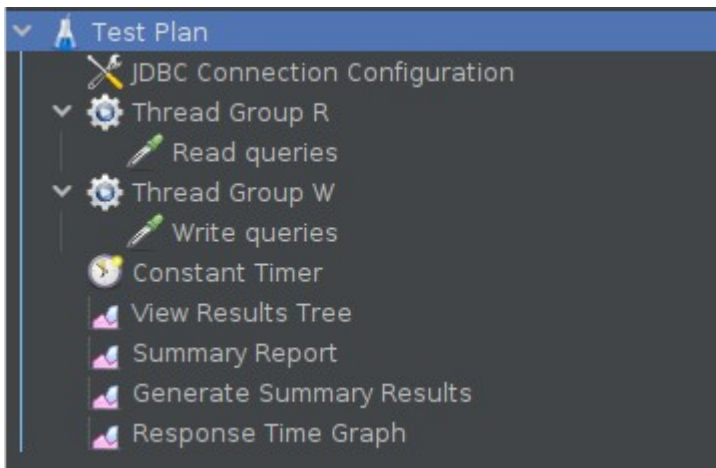 Test Plan
JDBC Connection Configuration
Thread Group R
Read queries
Thread Group W
Write queries
Constant Timer
View Results Tree
Summary Report
Generate Summary Results
Response Time Graph